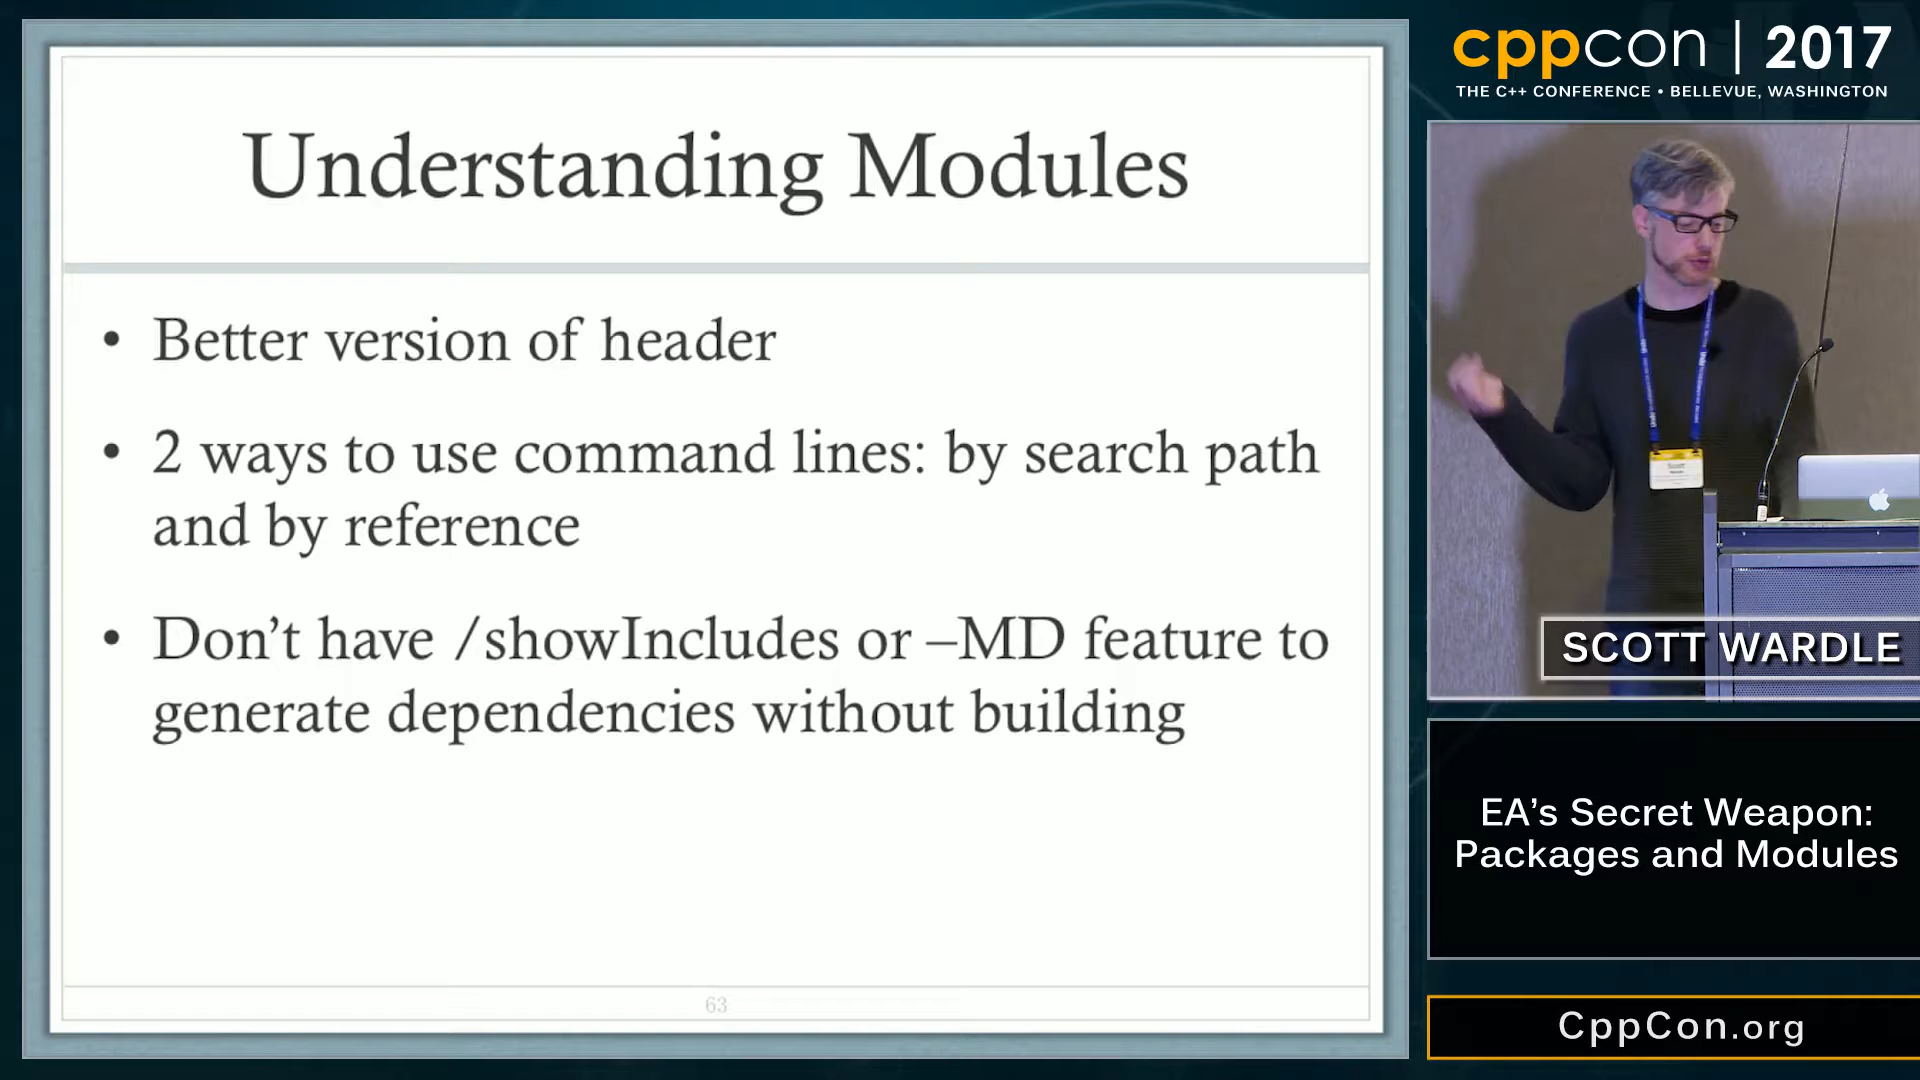 Understanding Modules
• Better version of header
• 2 ways to use command lines: by search path
and by reference
• Don’t have /showIncludes or –MD feature to
generate dependencies without building
63
cppcon | 2017
THE C++ CONFERENCE • BELLEVUE, WASHINGTON
Scott
SCOTT WARDLE
EA’s Secret Weapon:
Packages and Modules
CppCon.org